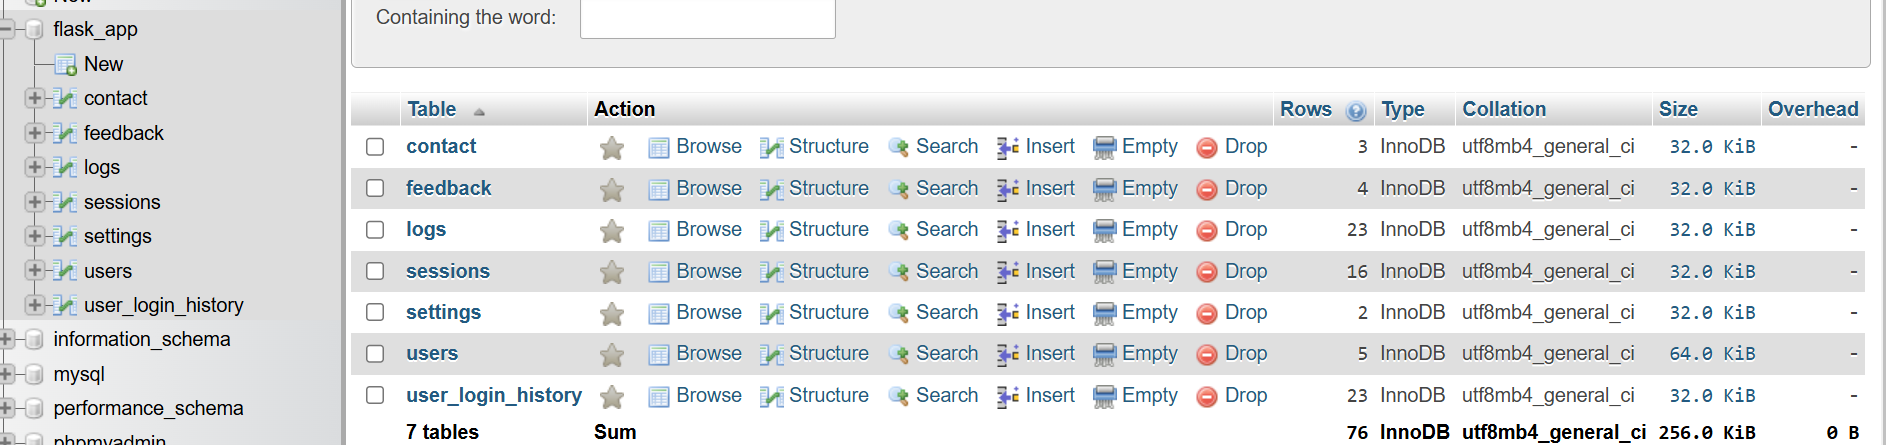 New
flask_app
New
contact
feedback
logs
sessions
settings
users
user_login_history
information_schema
mysql
performance_schema
phpmyadmin
Containing the word:
Table Action Rows Type Collation Size Overhead
contact Browse Structure Search Insert Empty Drop 3 InnoDB utf8mb4_general_ci 32.0 KiB -
feedback Browse Structure Search Insert Empty Drop 4 InnoDB utf8mb4_general_ci 32.0 KiB -
logs Browse Structure Search Insert Empty Drop 23 InnoDB utf8mb4_general_ci 32.0 KiB -
sessions Browse Structure Search Insert Empty Drop 16 InnoDB utf8mb4_general_ci 32.0 KiB -
settings Browse Structure Search Insert Empty Drop 2 InnoDB utf8mb4_general_ci 32.0 KiB -
users Browse Structure Search Insert Empty Drop 5 InnoDB utf8mb4_general_ci 64.0 KiB -
user_login_history Browse Structure Search Insert Empty Drop 23 InnoDB utf8mb4_general_ci 32.0 KiB -
7 tables Sum 76 InnoDB utf8mb4_general_ci 256.0 KiB 0 B